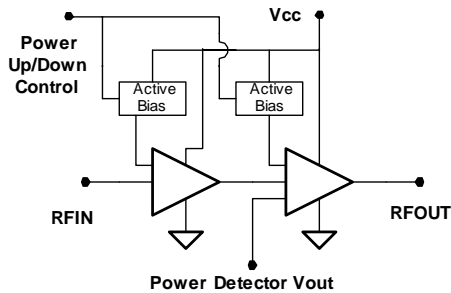 Vcc
Power
Up/Down
Control
Active
Bias
Active
Bias
RFIN
RFOUT
Power Detector Vout